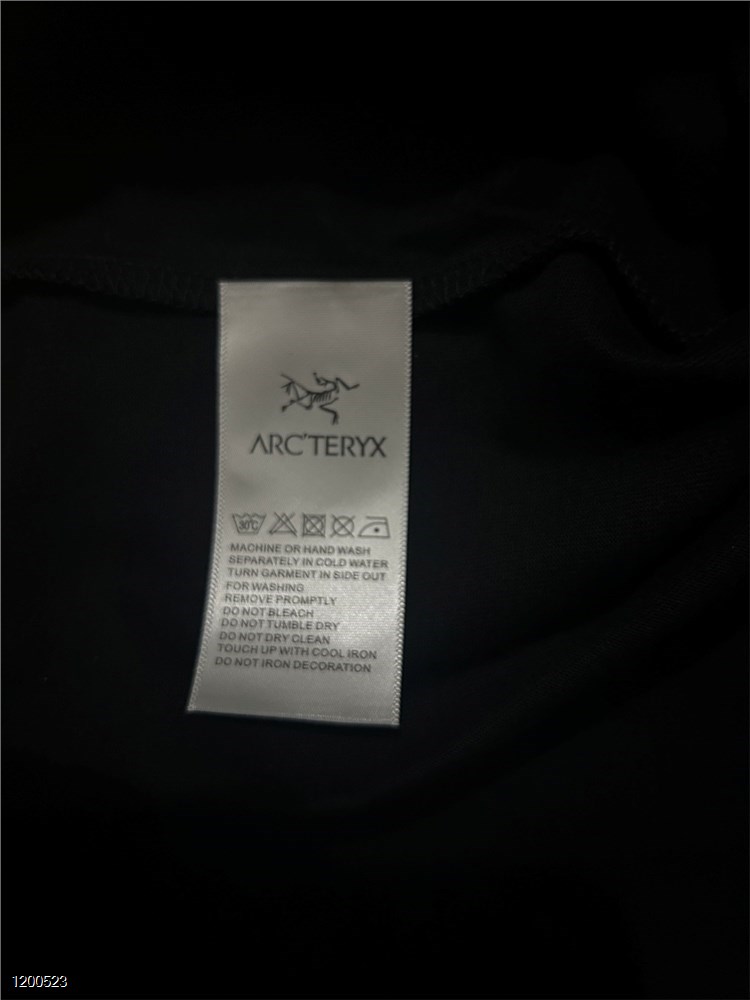 ARC'TERYX
30°C
MACHINE OR HAND WASH
SEPARATELY IN COLD WATER
TURN GARMENT IN SIDE OUT
FOR WASHING
REMOVE PROMPTLY
DO NOT BLEACH
DO NOT TUMBLE DRY
DO NOT DRY CLEAN
TOUCH UP WITH COOL IRON
DO NOT IRON DECORATION
1200523